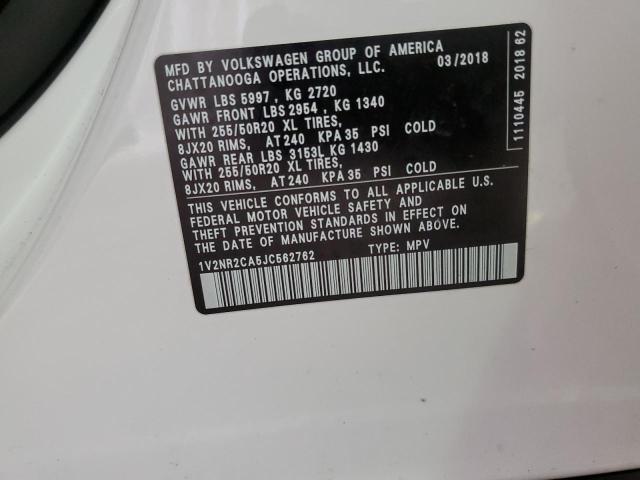 MFD BY VOLKSWAGEN GROUP OF AMERICA
CHATTANOOGA OPERATIONS, LLC. 03/2018
GVWR LBS 5997, KG 2720
GAWR FRONT LBS 2954, KG 1340
WITH 255/50R20 XL TIRES,
8JX20 RIMS, AT 240 KPA 35 PSI COLD
GAWR REAR LBS 3153L KG 1430
WITH 255/50R20 XL TIRES,
8JX20 RIMS, AT 240 KPA 35 PSI COLD
THIS VEHICLE CONFORMS TO ALL APPLICABLE U.S.
FEDERAL MOTOR VEHICLE SAFETY AND
THEFT PREVENTION STANDARDS IN EFFECT ON
THE DATE OF MANUFACTURE SHOWN ABOVE.
1V2NR2CA5JC562762 TYPE: MPV
1110445 2018 62